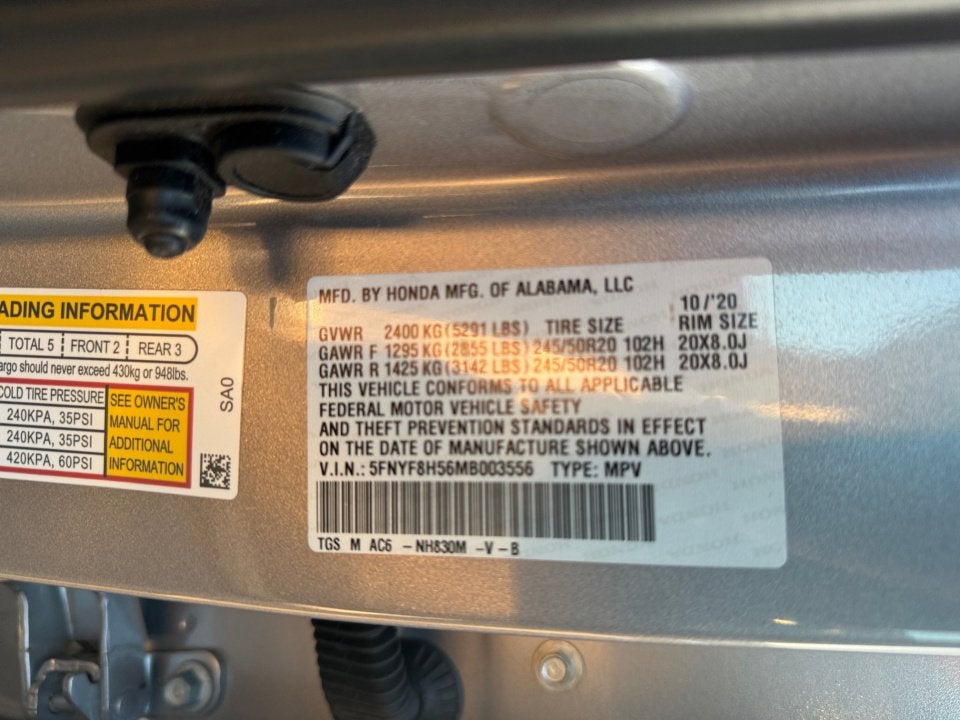 ADING INFORMATION
TOTAL 5 FRONT 2 REAR 3
argo should never exceed 430kg or 948lbs.
COLD TIRE PRESSURE
240KPA, 35PSI
240KPA, 35PSI
420KPA, 60PSI
SEE OWNER'S
MANUAL FOR
ADDITIONAL
INFORMATION
SA0
MFD. BY HONDA MFG. OF ALABAMA, LLC
10/'20
GVWR 2400 KG(5291 LBS) TIRE SIZE RIM SIZE
GAWR F 1295 KG(2855 LBS) 245/50R20 102H 20X8.0J
GAWR R 1425 KG(3142 LBS) 245/50R20 102H 20X8.0J
THIS VEHICLE CONFORMS TO ALL APPLICABLE
FEDERAL MOTOR VEHICLE SAFETY
AND THEFT PREVENTION STANDARDS IN EFFECT
ON THE DATE OF MANUFACTURE SHOWN ABOVE.
V.I.N.: 5FNYF8H56MB003556 TYPE: MPV
TGS M AC6 -NH830M -V-B